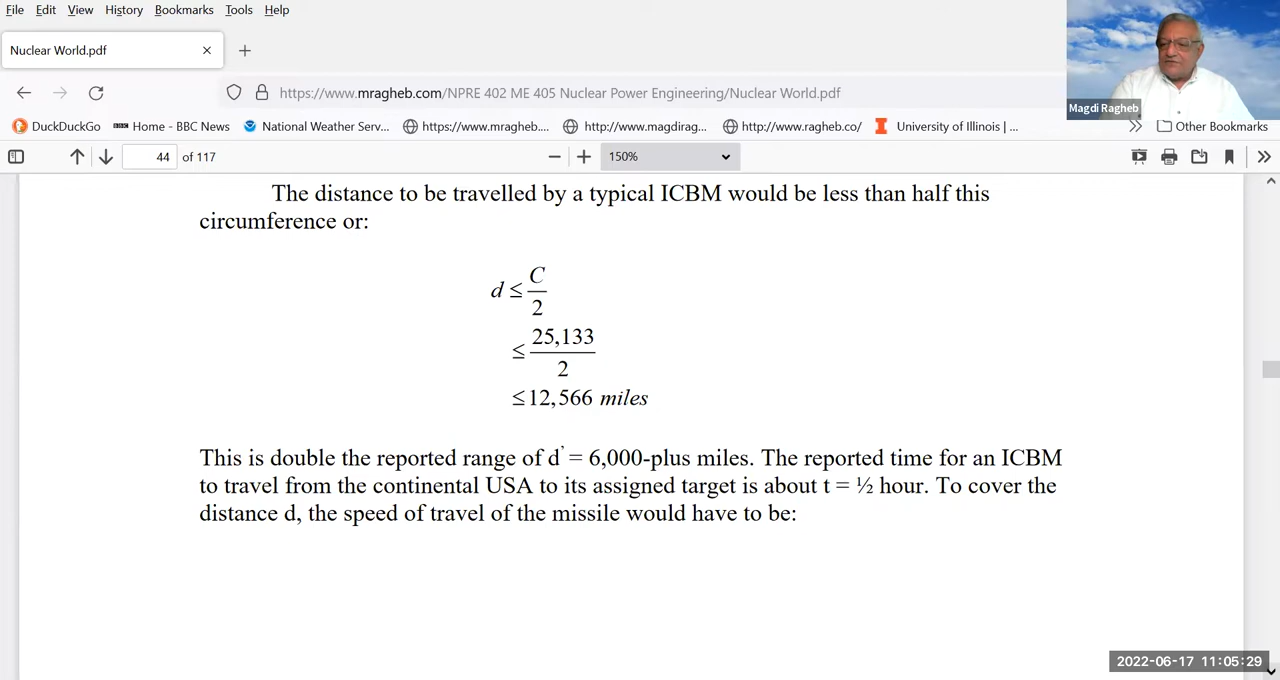 File Edit View History Bookmarks Tools Help
Nuclear World.pdf
https://www.mragheb.com/NPRE 402 ME 405 Nuclear Power Engineering/Nuclear World.pdf
Magdi Ragheb
DuckDuckGo BBC Home - BBC News National Weather Serv... https://www.mragheb.... http://www.magdirag... http://www.ragheb.co/ I University of Illinois | ... Other Bookmarks
44 of 117 150%
The distance to be travelled by a typical ICBM would be less than half this
circumference or:
d ≤ C/2
≤ 25,133/2
≤ 12,566 miles
This is double the reported range of d' = 6,000-plus miles. The reported time for an ICBM
to travel from the continental USA to its assigned target is about t = ½ hour. To cover the
distance d, the speed of travel of the missile would have to be:
2022-06-17 11:05:29